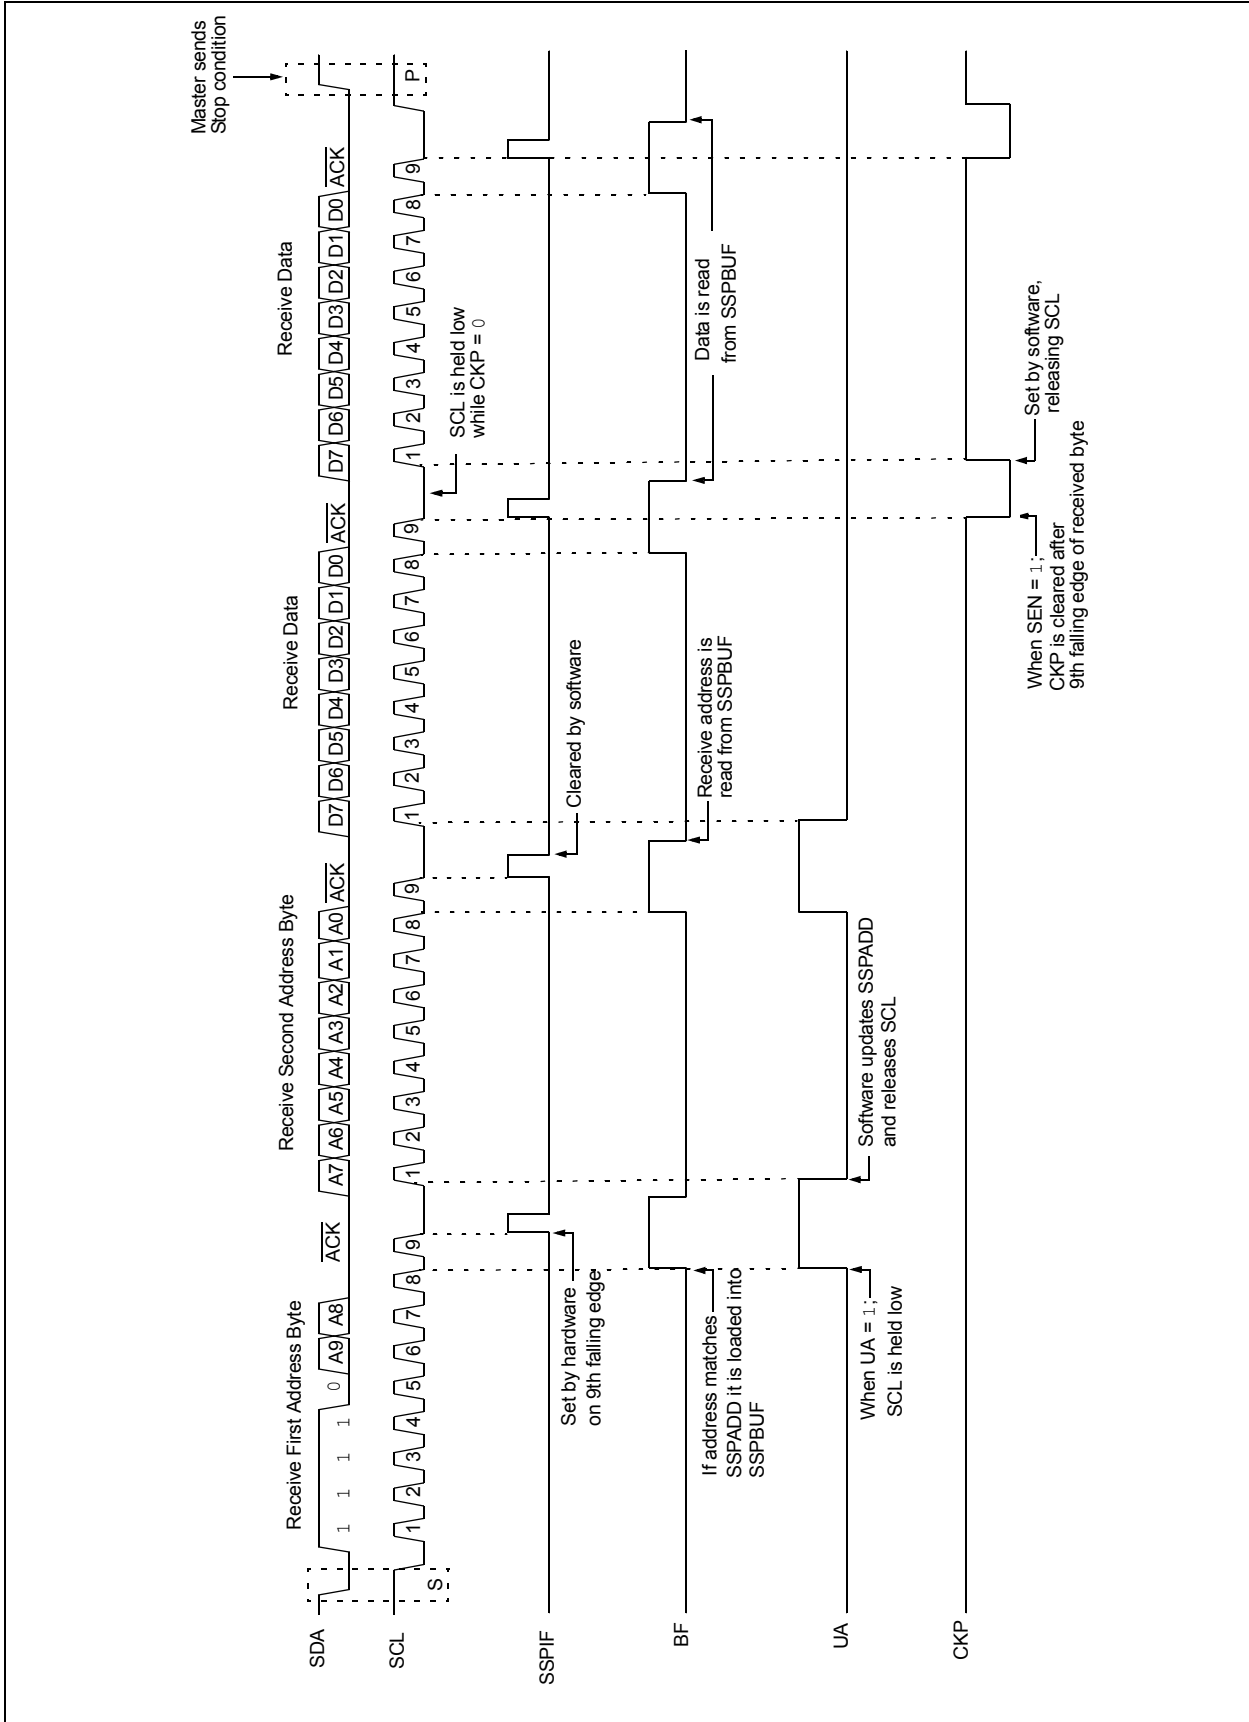 Master sends
Stop condition
Receive First Address Byte
Receive Second Address Byte
Receive Data
Receive Data
SDA
1 1 1 1 0 A9 A8 ACK
A7 A6 A5 A4 A3 A2 A1 A0 ACK
D7 D6 D5 D4 D3 D2 D1 D0 ACK
D7 D6 D5 D4 D3 D2 D1 D0 ACK
SCL
S
1 2 3 4 5 6 7 8 9
1 2 3 4 5 6 7 8 9
1 2 3 4 5 6 7 8 9
1 2 3 4 5 6 7 8 9
P
SCL is held low
while CKP = 0
SSPIF
Set by hardware
on 9th falling edge
Cleared by software
BF
If address matches
SSPADD it is loaded into
SSPBUF
Receive address is
read from SSPBUF
Data is read
from SSPBUF
UA
When UA = 1;
SCL is held low
Software updates SSPADD
and releases SCL
CKP
When SEN = 1;
CKP is cleared after
9th falling edge of received byte
Set by software,
releasing SCL